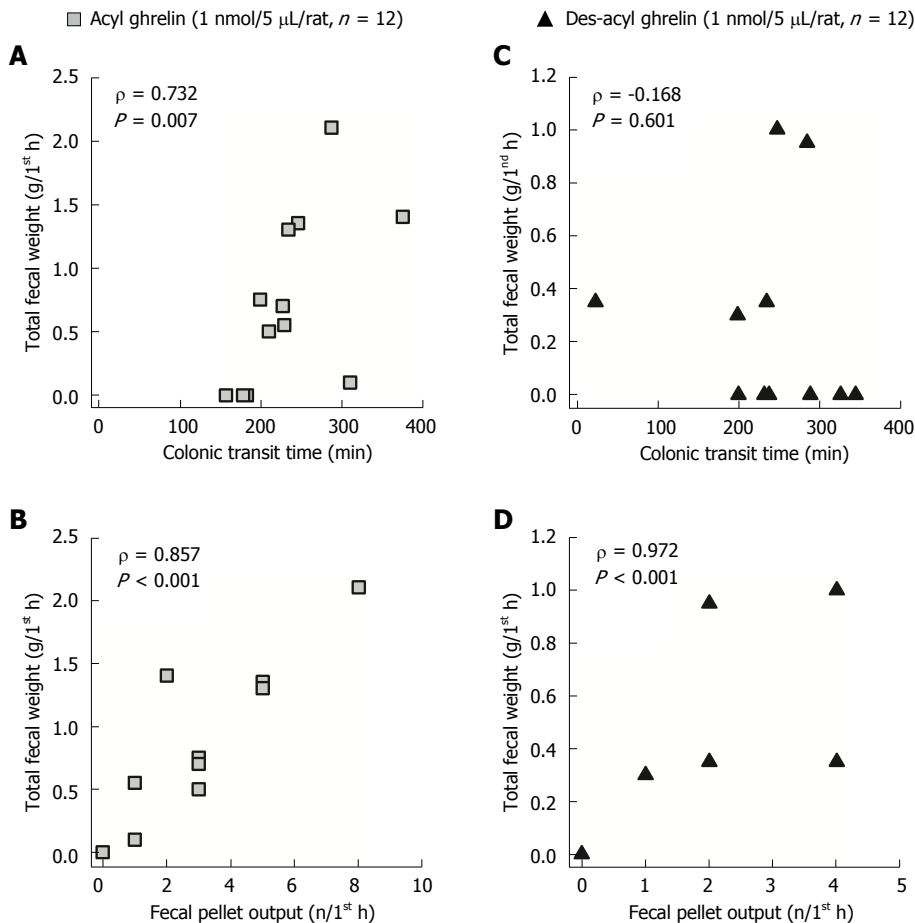 Acyl ghrelin (1 nmol/5 μL/rat, n = 12)
Des-acyl ghrelin (1 nmol/5 μL/rat, n = 12)
A
ρ = 0.732
P = 0.007
Total fecal weight (g/1st h)
2.5
2.0
1.5
1.0
0.5
0.0
0 100 200 300 400
Colonic transit time (min)
C
ρ = -0.168
P = 0.601
Total fecal weight (g/1nd h)
1.2
1.0
0.8
0.6
0.4
0.2
0.0
0 100 200 300 400
Colonic transit time (min)
B
ρ = 0.857
P < 0.001
Total fecal weight (g/1st h)
2.5
2.0
1.5
1.0
0.5
0.0
0 2 4 6 8 10
Fecal pellet output (n/1st h)
D
ρ = 0.972
P < 0.001
Total fecal weight (g/1st h)
1.2
1.0
0.8
0.6
0.4
0.2
0.0
0 1 2 3 4 5
Fecal pellet output (n/1st h)